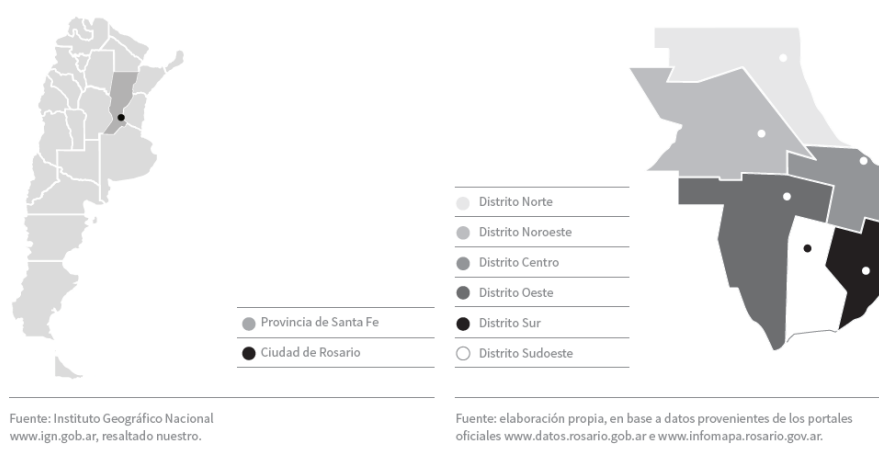 Provincia de Santa Fe
Ciudad de Rosario
Fuente: Instituto Geográfico Nacional
www.ign.gob.ar, resaltado nuestro.
Distrito Norte
Distrito Noroeste
Distrito Centro
Distrito Oeste
Distrito Sur
Distrito Sudoeste
Fuente: elaboración propia, en base a datos provenientes de los portales
oficiales www.datos.rosario.gob.ar e www.infomapa.rosario.gov.ar.